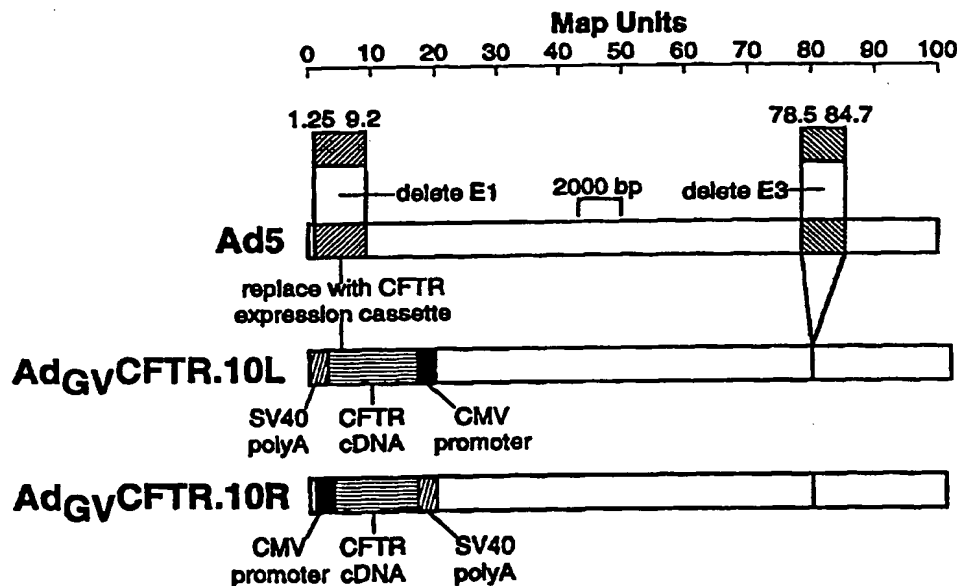 Map Units
0 10 20 30 40 50 60 70 80 90 100
1.25 9.2
78.5 84.7
delete E1
2000 bp
delete E3
Ad5
replace with CFTR
expression cassette
AdGVCFTR.10L
SV40
polyA
CFTR
cDNA
CMV
promoter
AdGVCFTR.10R
CMV
promoter
CFTR
cDNA
SV40
polyA